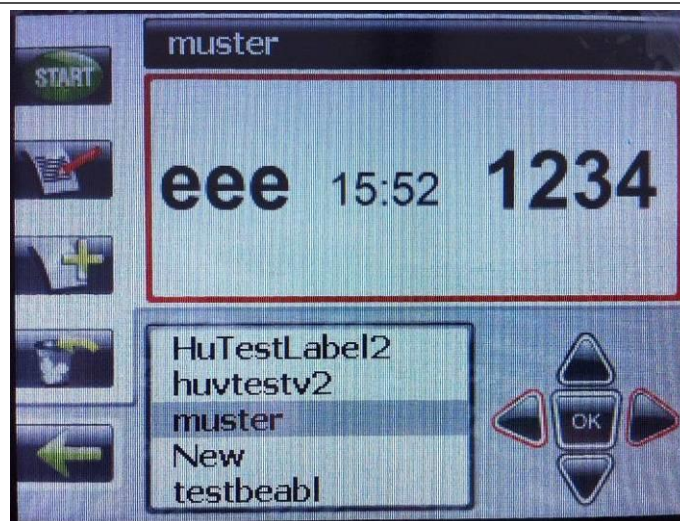 muster
START
eee 15:52 1234
HuTestLabel2
huvtestv2
muster
New
testbeabl
OK